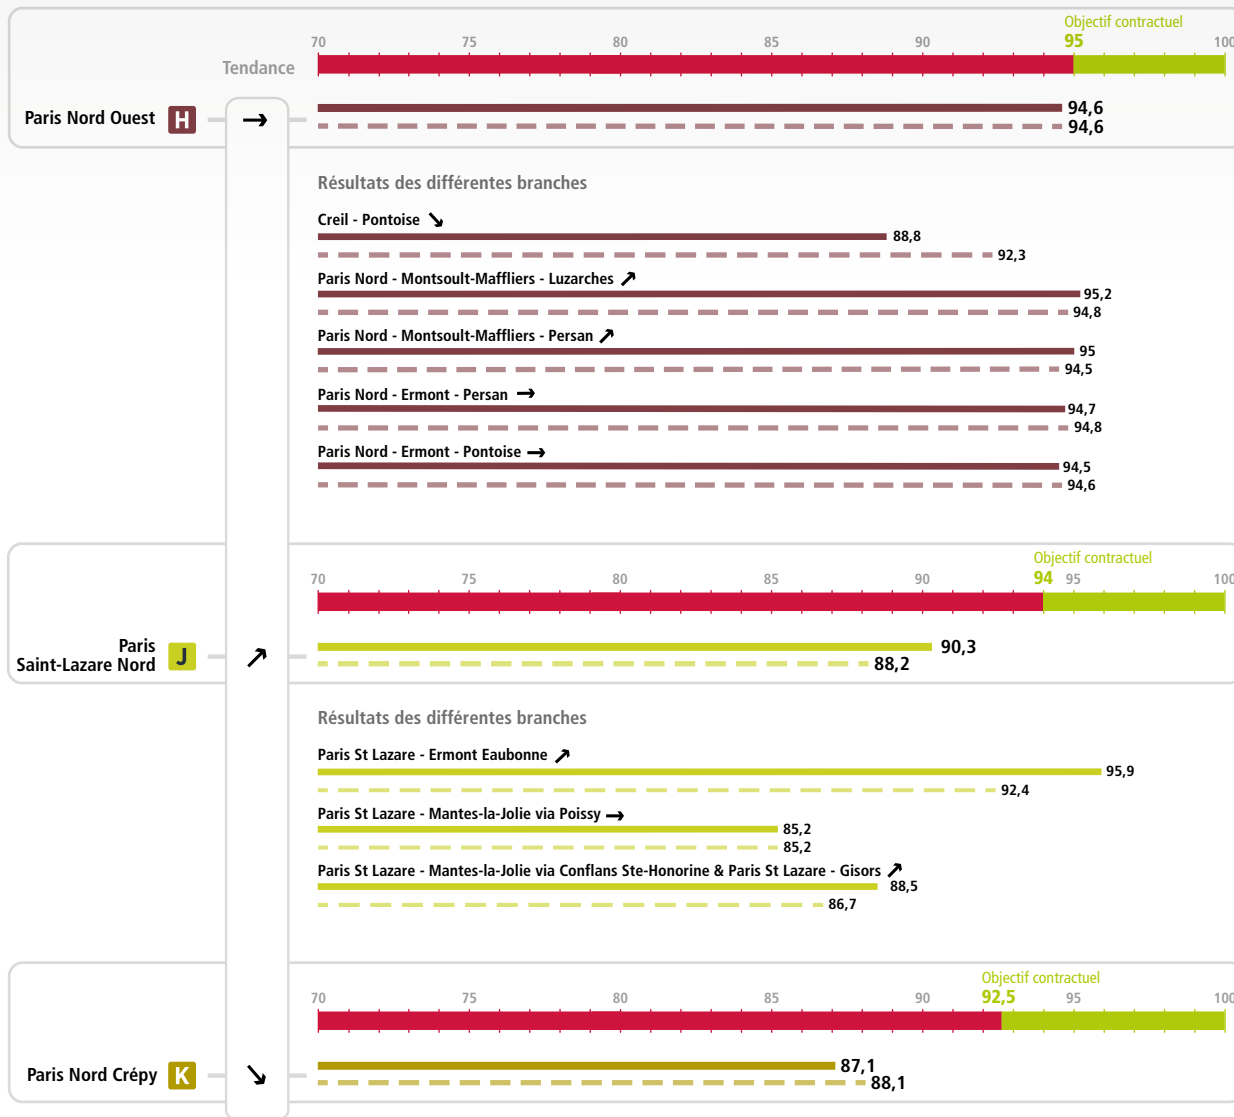 Objectif contractuel
70 75 80 85 90 95 100
Tendance
Paris Nord Ouest H
94,6
94,6
Résultats des différentes branches
Creil - Pontoise
88,8
92,3
Paris Nord - Montsoult-Maffliers - Luzarches
95,2
94,8
Paris Nord - Montsoult-Maffliers - Persan
95
94,5
Paris Nord - Ermont - Persan
94,7
94,8
Paris Nord - Ermont - Pontoise
94,5
94,6
Objectif contractuel
70 75 80 85 90 94 95 100
Paris
Saint-Lazare Nord J
90,3
88,2
Résultats des différentes branches
Paris St Lazare - Ermont Eaubonne
95,9
92,4
Paris St Lazare - Mantes-la-Jolie via Poissy
85,2
85,2
Paris St Lazare - Mantes-la-Jolie via Conflans Ste-Honorine & Paris St Lazare - Gisors
88,5
86,7
Objectif contractuel
70 75 80 85 90 92,5 95 100
Paris Nord Crépy K
87,1
88,1